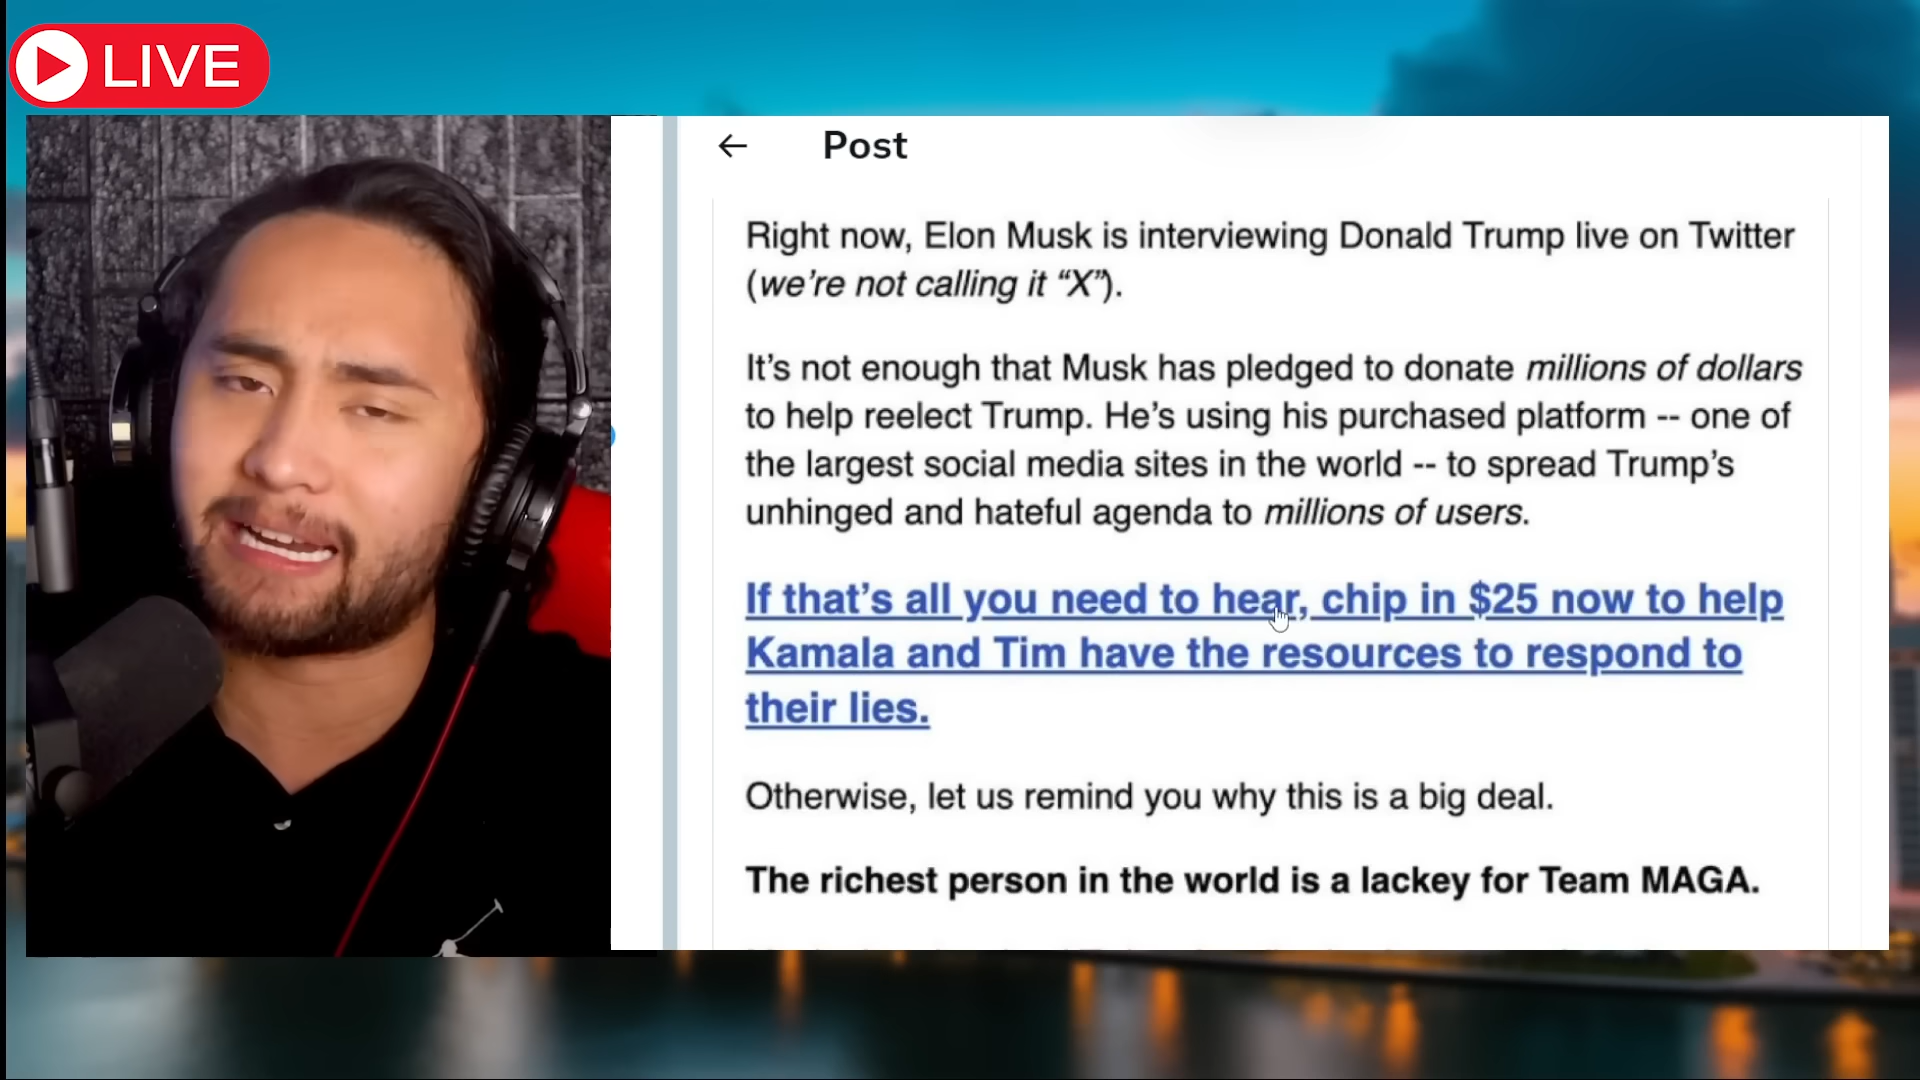 LIVE
Post
Right now, Elon Musk is interviewing Donald Trump live on Twitter
(we’re not calling it “X”).
It’s not enough that Musk has pledged to donate millions of dollars
to help reelect Trump. He’s using his purchased platform -- one of
the largest social media sites in the world -- to spread Trump’s
unhinged and hateful agenda to millions of users.
If that’s all you need to hear, chip in $25 now to help
Kamala and Tim have the resources to respond to
their lies.
Otherwise, let us remind you why this is a big deal.
The richest person in the world is a lackey for Team MAGA.